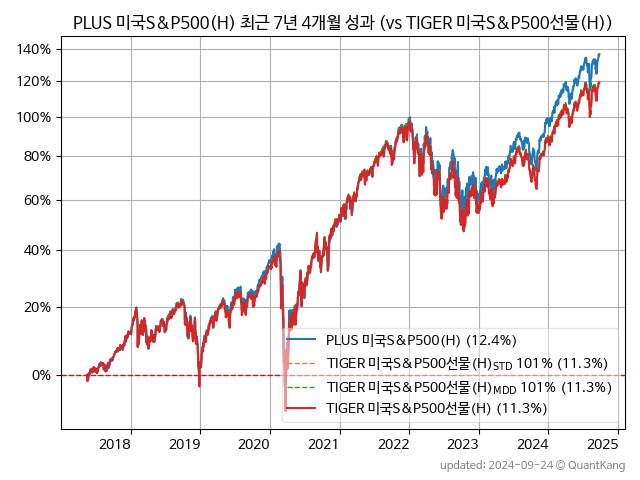 PLUS 미국S&P500(H) 최근 7년 4개월 성과 (vs TIGER 미국S&P500선물(H))
140%
120%
100%
80%
60%
40%
20%
0%
PLUS 미국S&P500(H) (12.4%)
TIGER 미국S&P500선물(H)STD 101% (11.3%)
TIGER 미국S&P500선물(H)MDD 101% (11.3%)
TIGER 미국S&P500선물(H) (11.3%)
2018 2019 2020 2021 2022 2023 2024 2025
updated: 2024-09-24 © QuantKang